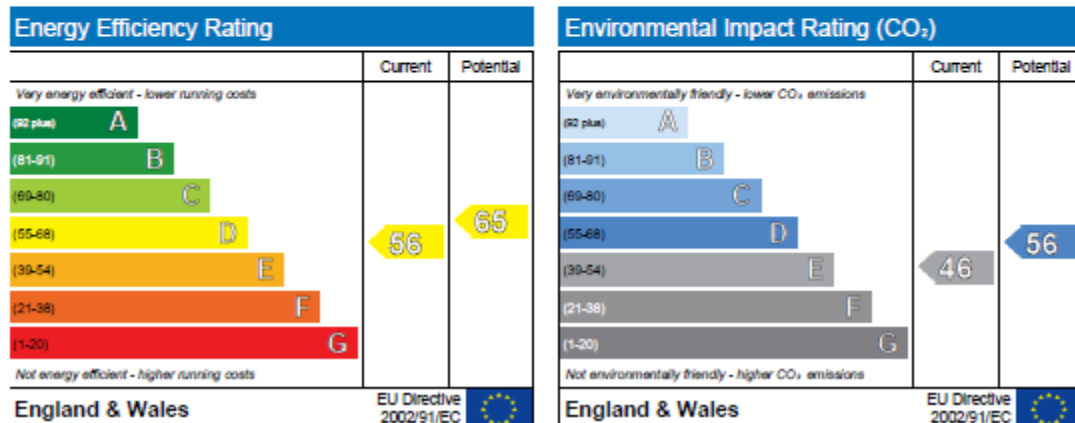 Energy Efficiency Rating
Current Potential
Very energy efficient - lower running costs
(92 plus) A
(81-91) B
(69-80) C
(55-68) D
(39-54) E
(21-38) F
(1-20) G
56
65
Not energy efficient - higher running costs
England & Wales
EU Directive
2002/91/EC
Environmental Impact Rating (CO₂)
Current Potential
Very environmentally friendly - lower CO₂ emissions
(92 plus) A
(81-91) B
(69-80) C
(55-68) D
(39-54) E
(21-38) F
(1-20) G
46
56
Not environmentally friendly - higher CO₂ emissions
England & Wales
EU Directive
2002/91/EC